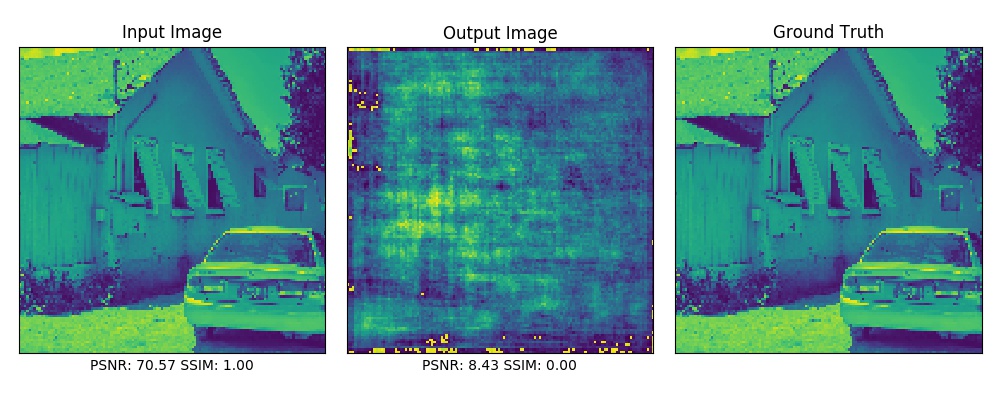 Input Image
Output Image
Ground Truth
PSNR: 70.57 SSIM: 1.00
PSNR: 8.43 SSIM: 0.00